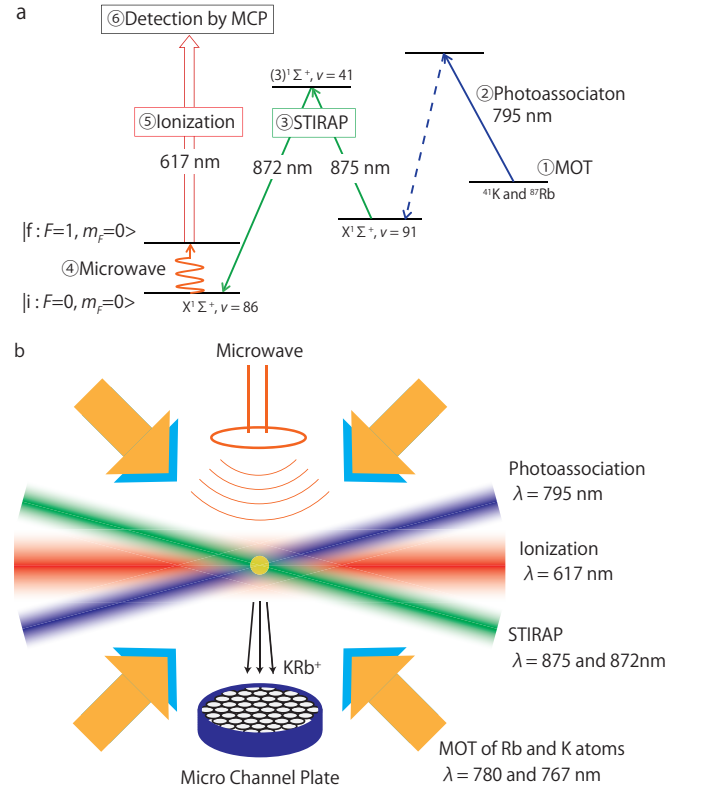 a
⑥Detection by MCP
(3)¹Σ⁺, v = 41
②Photoassociaton
795 nm
⑤Ionization
③STIRAP
617 nm
872 nm
875 nm
①MOT
⁴¹K and ⁸⁷Rb
|f : F=1, m_F=0>
X¹Σ⁺, v = 91
④Microwave
|i : F=0, m_F=0>
X¹Σ⁺, v = 86
b
Microwave
Photoassociation
λ = 795 nm
Ionization
λ = 617 nm
STIRAP
λ = 875 and 872nm
KRb⁺
MOT of Rb and K atoms
λ = 780 and 767 nm
Micro Channel Plate